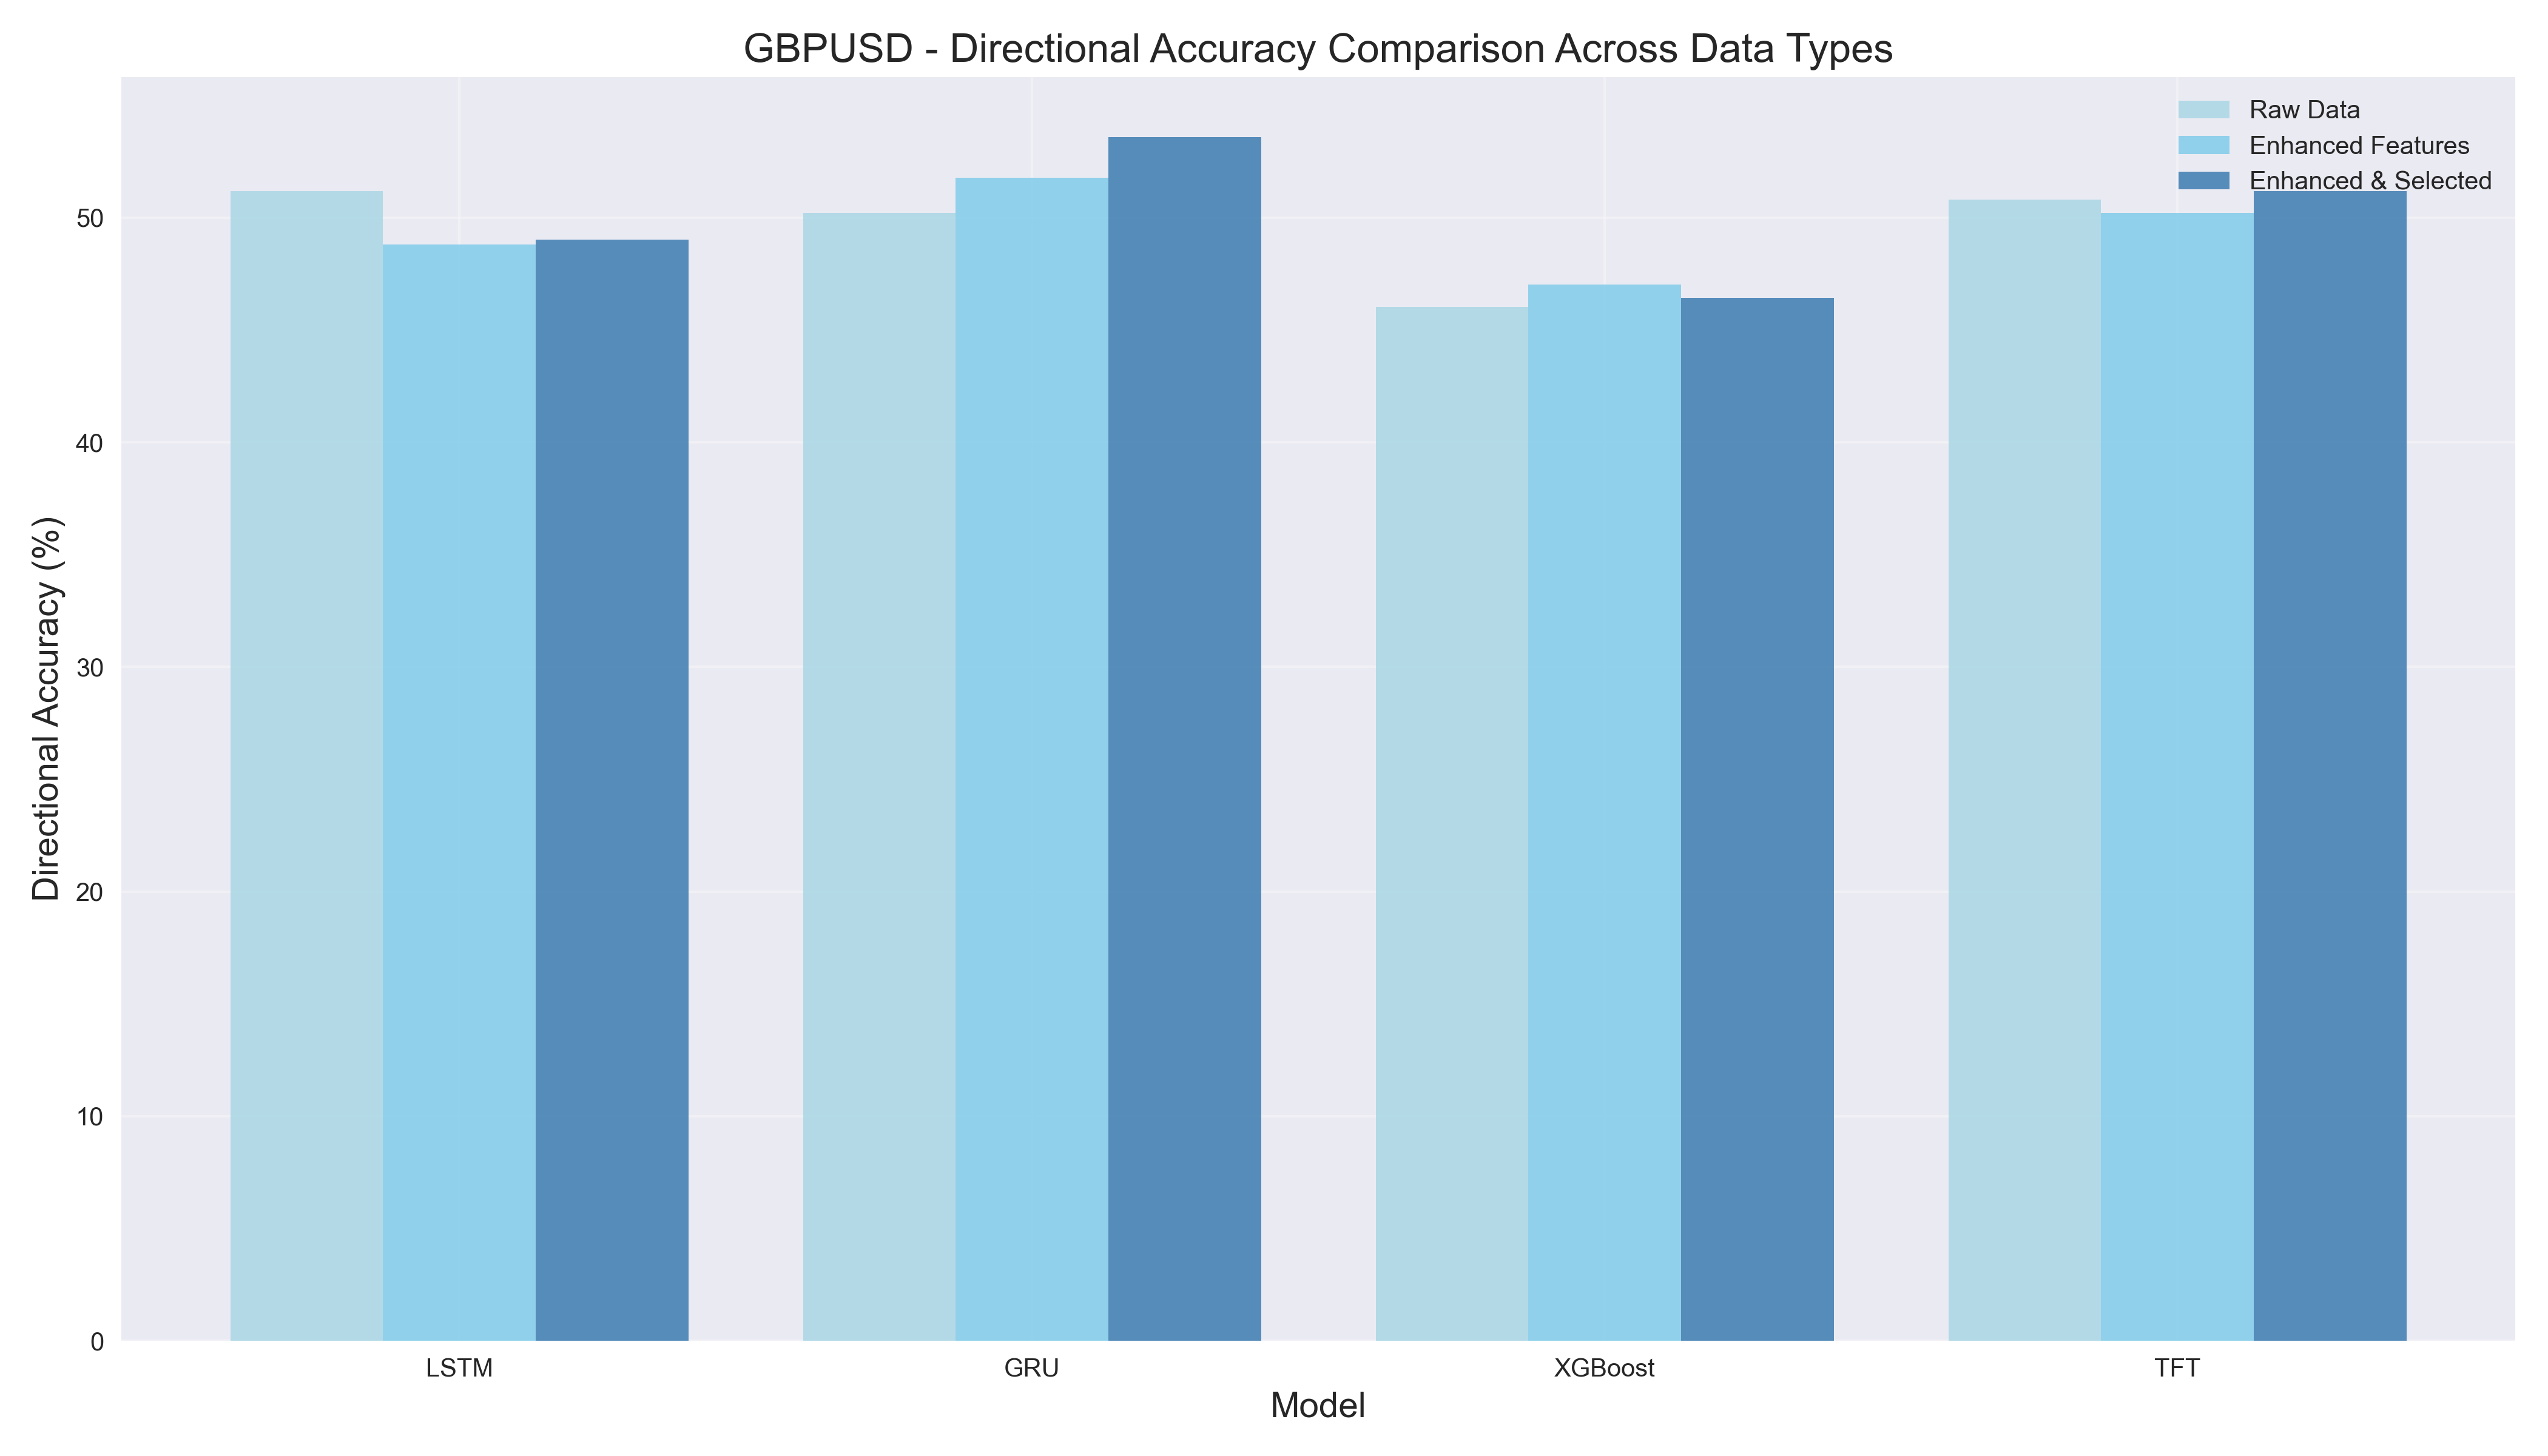 GBPUSD - Directional Accuracy Comparison Across Data Types
Raw Data
Enhanced Features
Enhanced & Selected
Directional Accuracy (%)
50
40
30
20
10
0
LSTM
GRU
XGBoost
TFT
Model